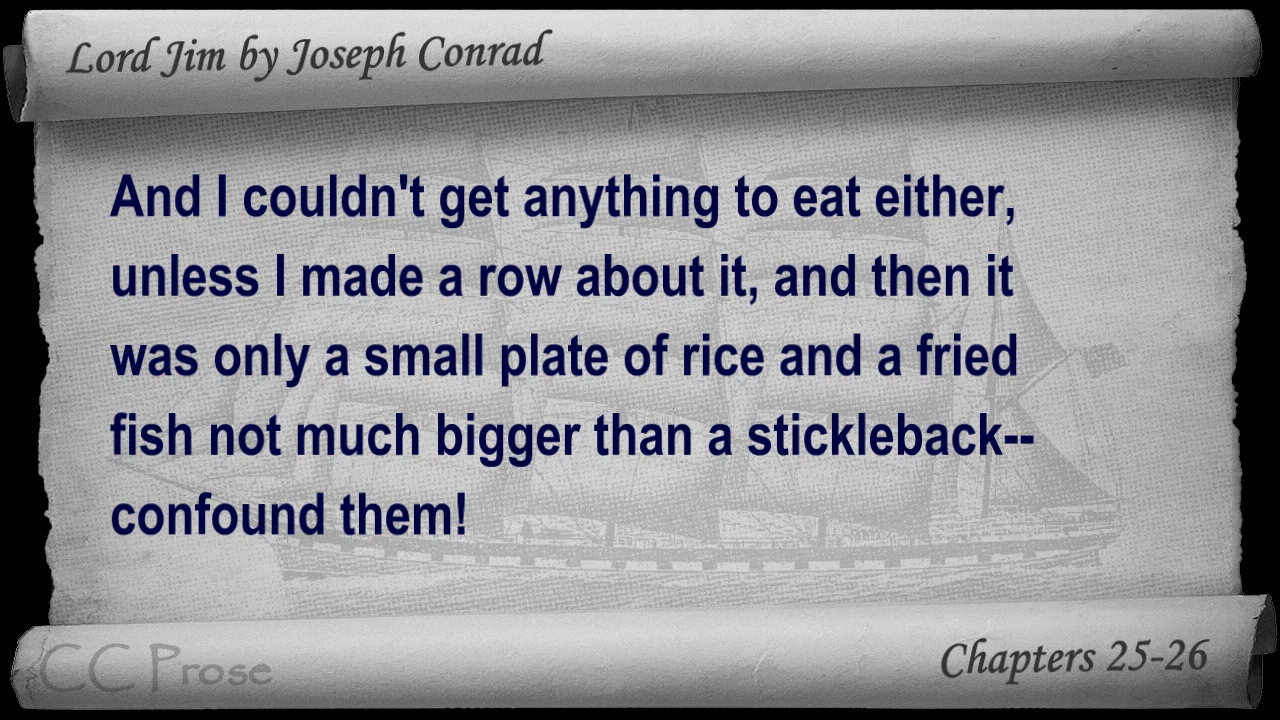 Lord Jim by Joseph Conrad
And I couldn't get anything to eat either,
unless I made a row about it, and then it
was only a small plate of rice and a fried
fish not much bigger than a stickleback--
confound them!
CC Prose
Chapters 25-26